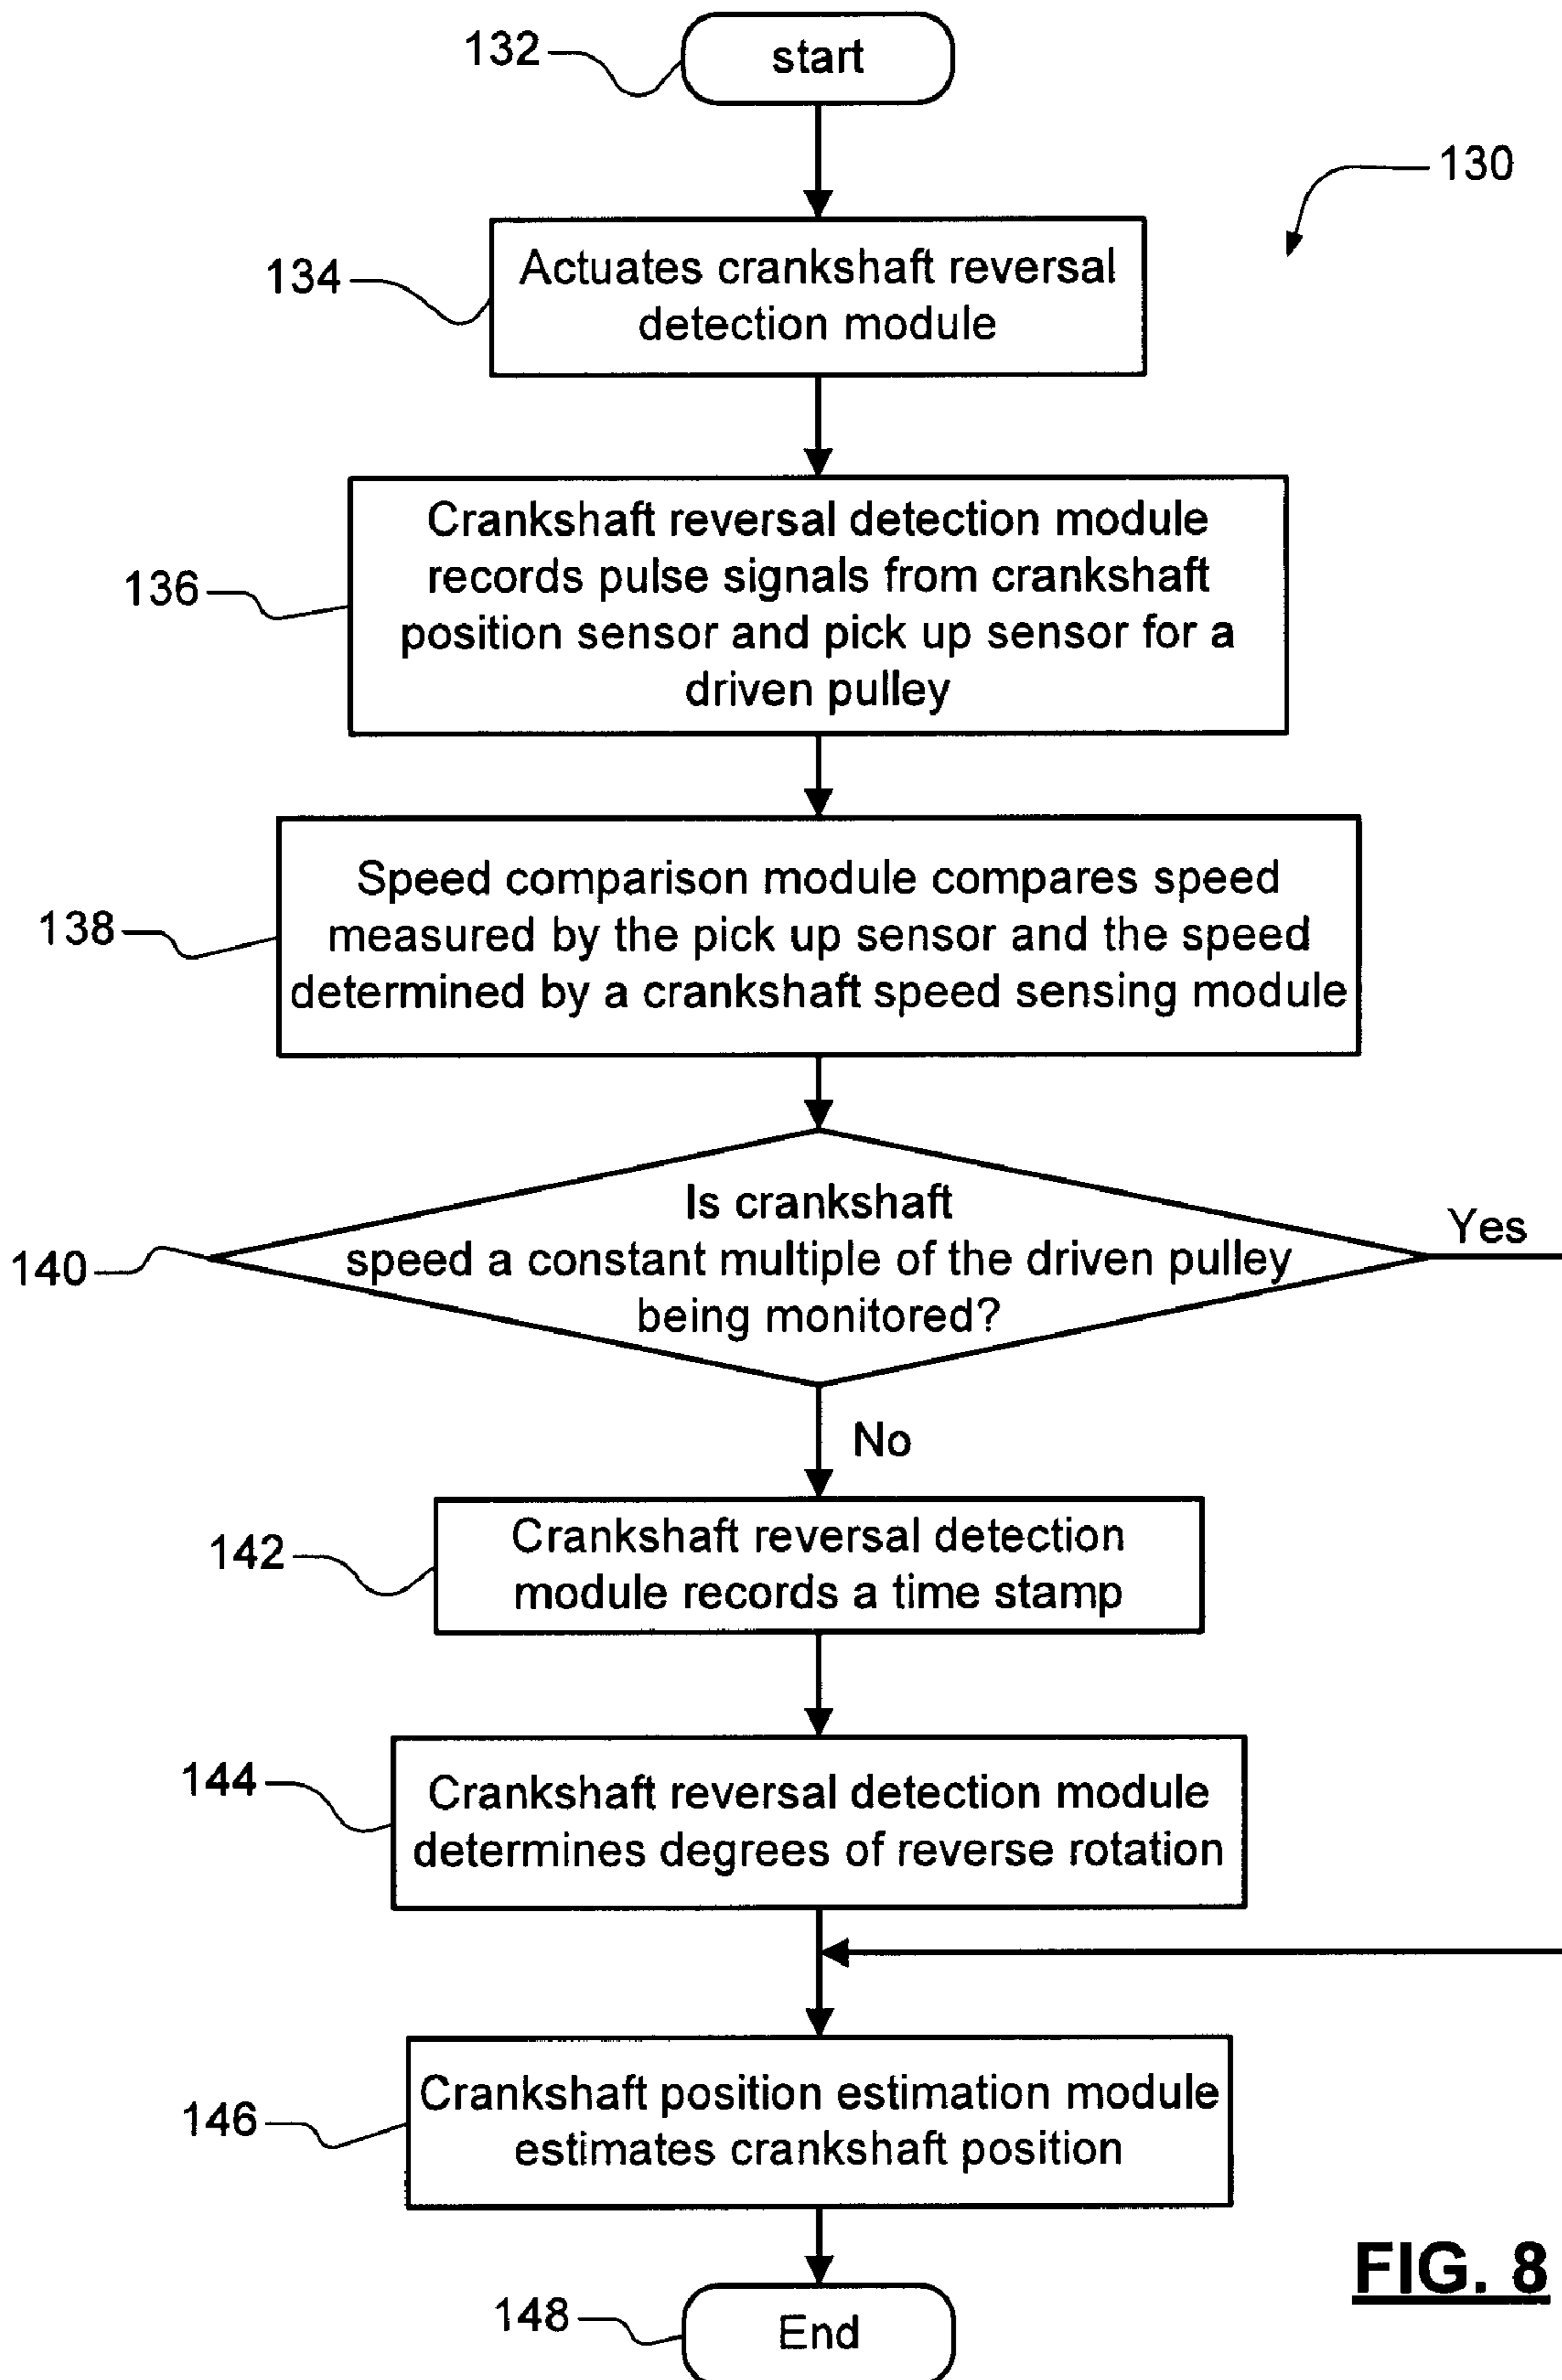 132
start
130
134
Actuates crankshaft reversal
detection module
136
Crankshaft reversal detection module
records pulse signals from crankshaft
position sensor and pick up sensor for a
driven pulley
138
Speed comparison module compares speed
measured by the pick up sensor and the speed
determined by a crankshaft speed sensing module
140
Is crankshaft
speed a constant multiple of the driven pulley
being monitored?
Yes
No
142
Crankshaft reversal detection
module records a time stamp
144
Crankshaft reversal detection module
determines degrees of reverse rotation
146
Crankshaft position estimation module
estimates crankshaft position
148
End
FIG. 8